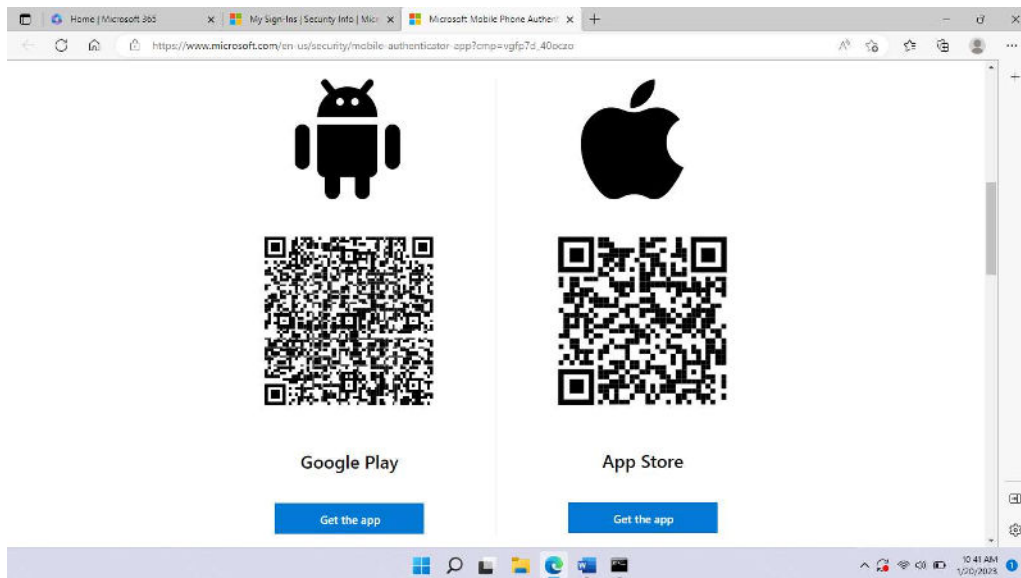 Home | Microsoft 365
My Sign-Ins | Security Info | Micr
Microsoft Mobile Phone Authent
https://www.microsoft.com/en-us/security/mobile-authenticator-app?cmp=vgfp7d_40oczo
Google Play
App Store
Get the app
Get the app
10:41 AM
1/20/2023
1